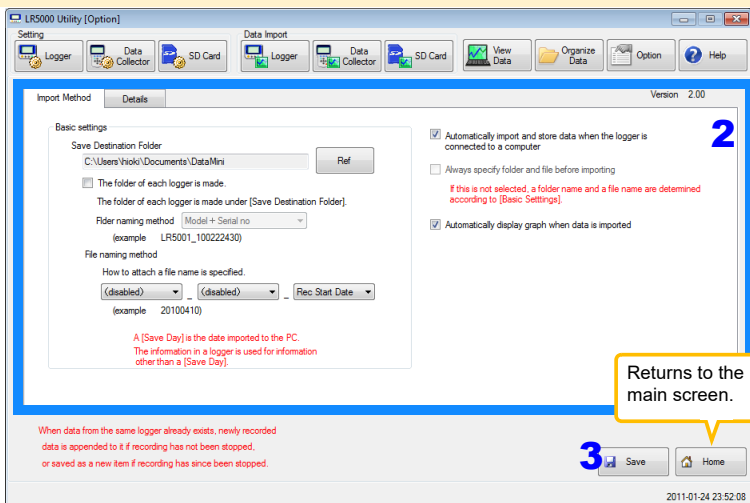 LR5000 Utility [Option]
Setting
Data Import
Logger
Data
Collector
SD Card
Logger
Data
Collector
SD Card
View
Data
Organize
Data
Option
Help
Import Method
Details
Version 2.00
Basic settings
Save Destination Folder
C:\Users\hioki\Documents\DataMini
Ref
The folder of each logger is made.
The folder of each logger is made under [Save Destination Folder].
Flder naming method
Model + Serial no
(example LR5001_100222430)
File naming method
How to attach a file name is specified.
(disabled) _ (disabled) _ Rec Start Date
(example 20100410)
A [Save Day] is the date imported to the PC.
The information in a logger is used for information
other than a [Save Day].
2
Automatically import and store data when the logger is
connected to a computer
Always specify folder and file before importing
If this is not selected, a folder name and a file name are determined
according to [Basic Setttings].
Automatically display graph when data is imported
Returns to the
main screen.
When data from the same logger already exists, newly recorded
data is appended to it if recording has not been stopped,
or saved as a new item if recording has since been stopped.
3
Save
Home
2011-01-24 23:52:08